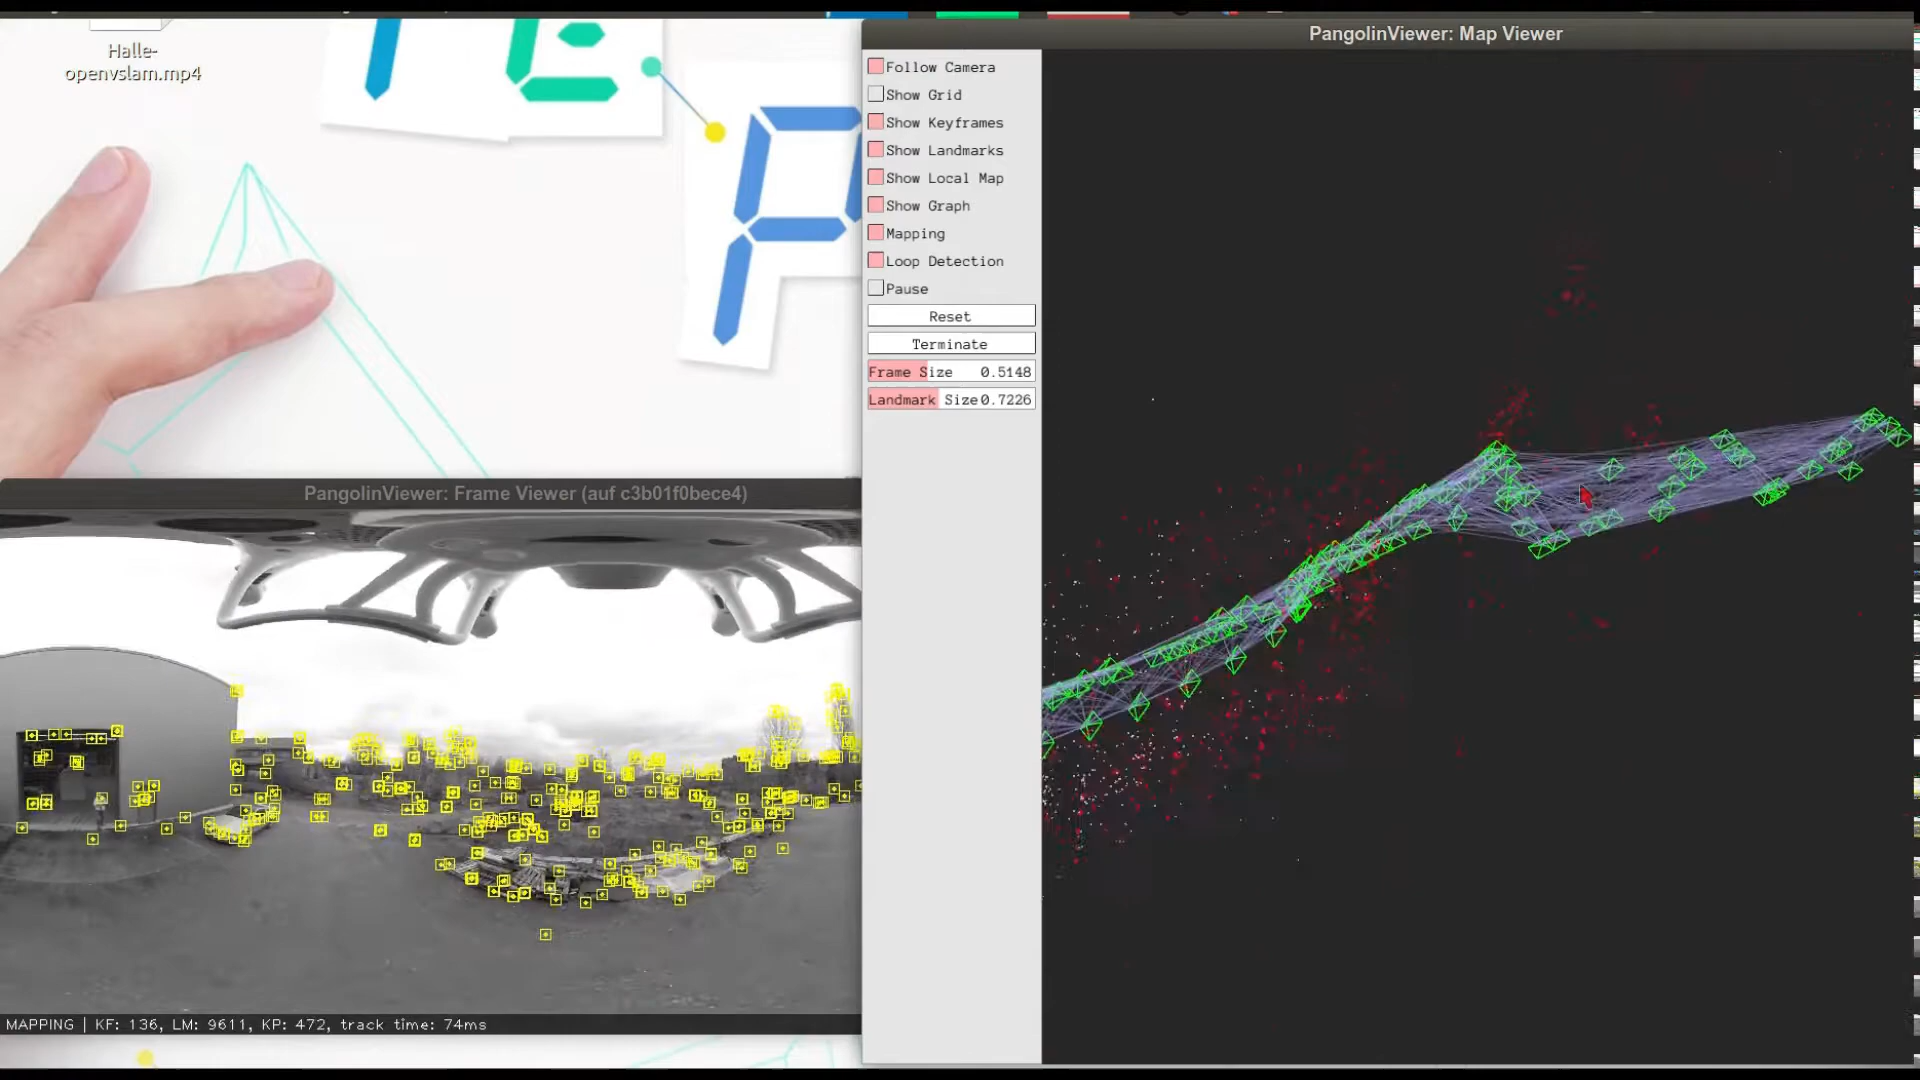 Halle-
openvslam.mp4
PangolinViewer: Map Viewer
Follow Camera
Show Grid
Show Keyframes
Show Landmarks
Show Local Map
Show Graph
Mapping
Loop Detection
Pause
Reset
Terminate
Frame Size 0.5148
Landmark Size 0.7226
PangolinViewer: Frame Viewer (auf c3b01f0bece4)
MAPPING | KF: 136, LM: 9611, KP: 472, track time: 74ms